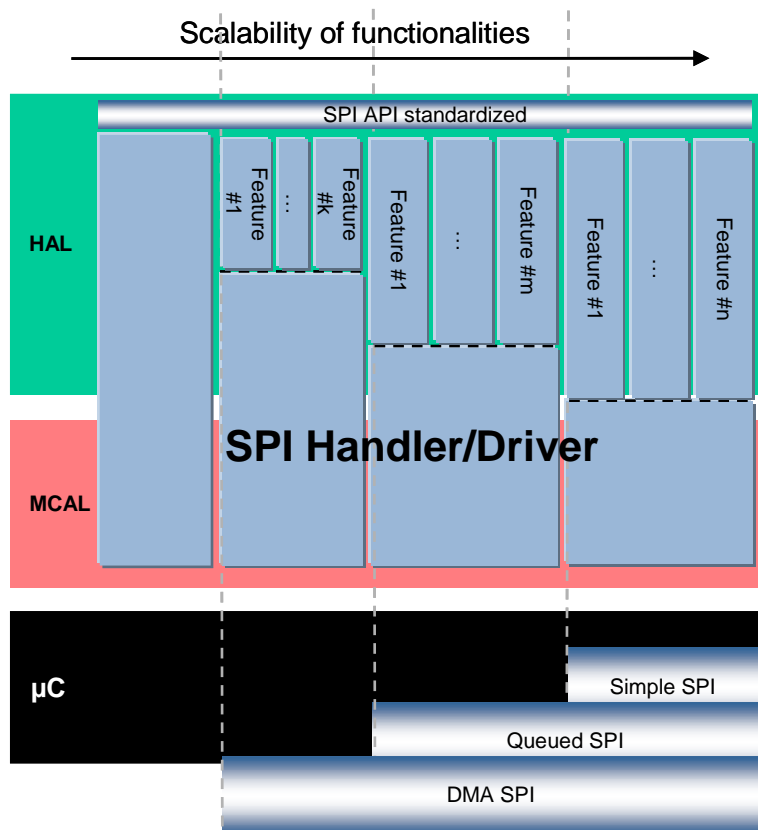 Scalability of functionalities
SPI API standardized
Feature
#1
...
Feature
#k
Feature #1
...
Feature #m
Feature #1
...
Feature #n
HAL
SPI Handler/Driver
MCAL
µC
Simple SPI
Queued SPI
DMA SPI